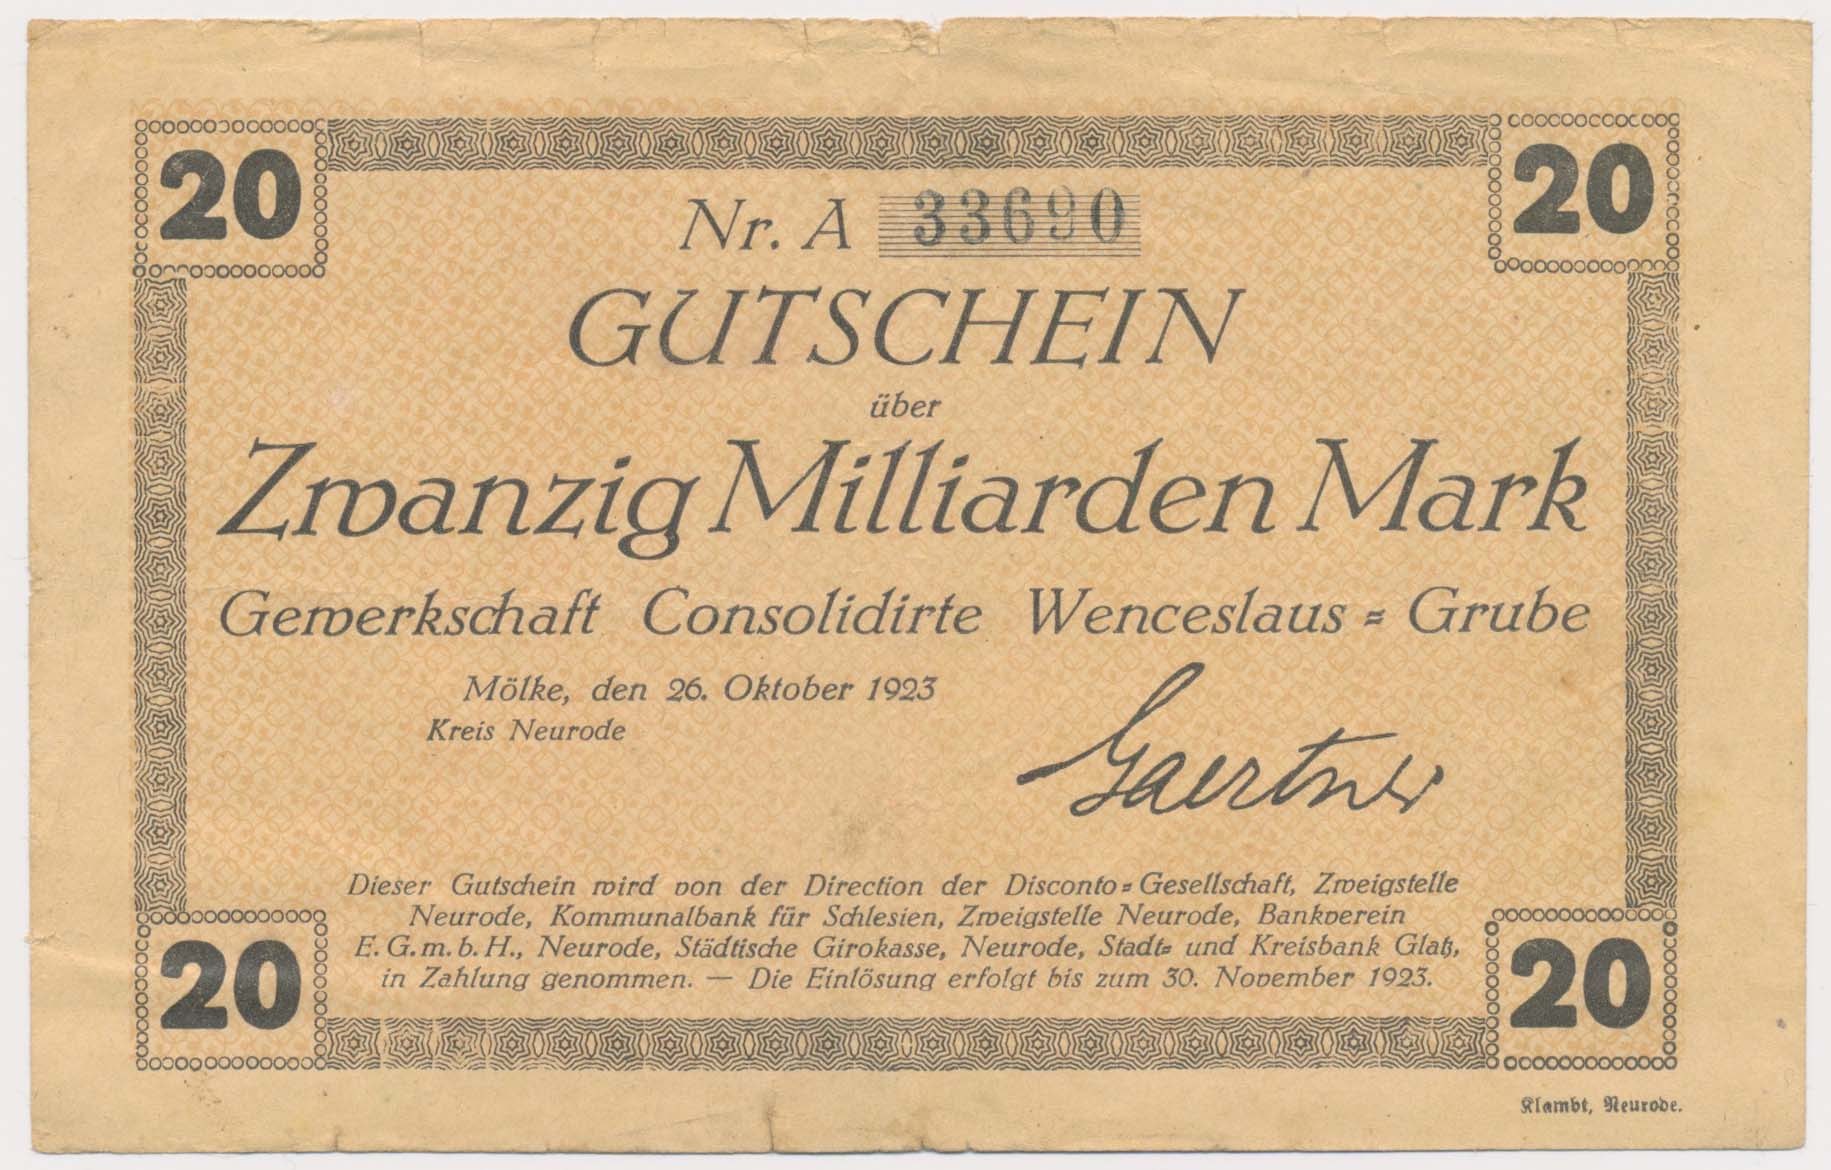 20 20
Nr. A 33690
GUTSCHEIN
über
Zwanzig Milliarden Mark
Gewerkschaft Consolidirte Wenceslaus=Grube
Mölke, den 26. Oktober 1923
Kreis Neurode
Gaertner
Dieser Gutschein wird von der Direction der Disconto=Gesellschaft, Zweigstelle
Neurode, Kommunalbank für Schlesien, Zweigstelle Neurode, Bankverein
E. G. m. b. H., Neurode, Städtische Girokasse, Neurode, Stadt= und Kreisbank Glatz,
in Zahlung genommen. — Die Einlösung erfolgt bis zum 30. November 1923.
20 20
Klambt, Neurode.